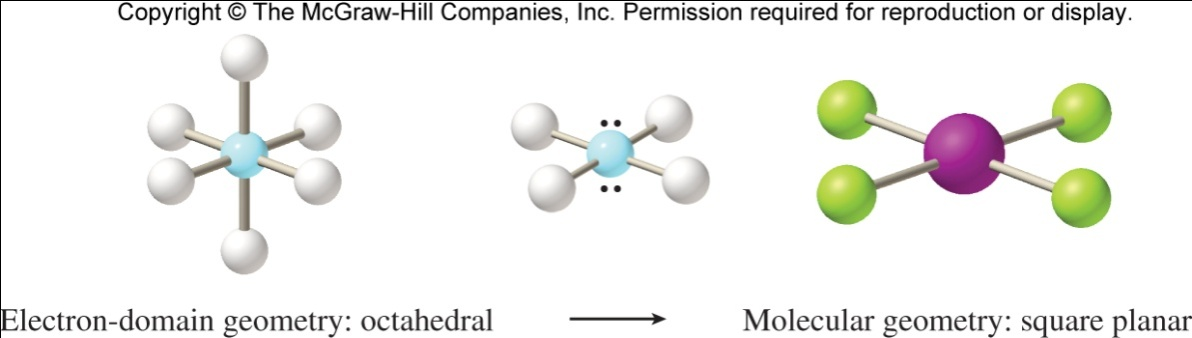 Copyright © The McGraw-Hill Companies, Inc. Permission required for reproduction or display.
Electron-domain geometry: octahedral
Molecular geometry: square planar